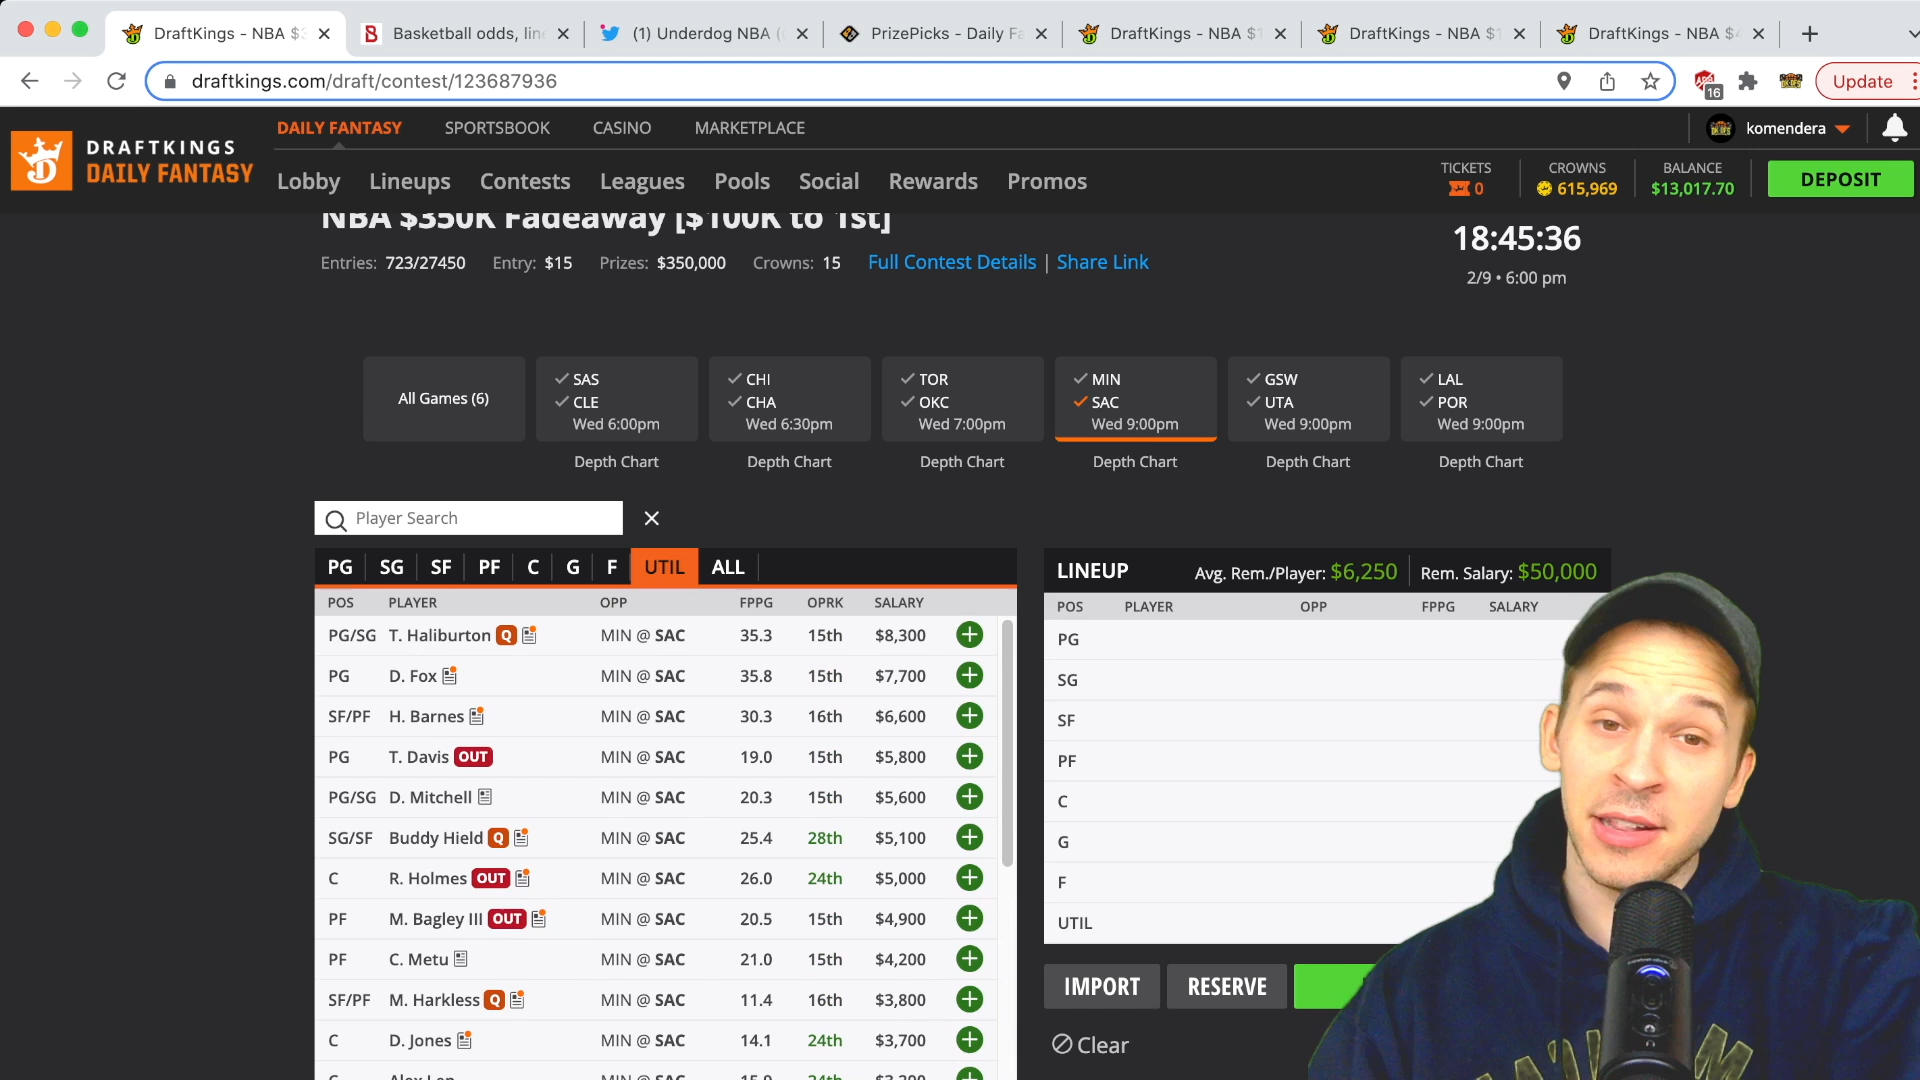 DraftKings - NBA $3
Basketball odds, line
(1) Underdog NBA (
PrizePicks - Daily Fa
DraftKings - NBA $1
DraftKings - NBA $1
DraftKings - NBA $
draftkings.com/draft/contest/123687936
16
Update
DRAFTKINGS
DAILY FANTASY
DAILY FANTASY SPORTSBOOK CASINO MARKETPLACE
komendera
Lobby Lineups Contests Leagues Pools Social Rewards Promos
TICKETS
0
CROWNS
615,969
BALANCE
$13,017.70
DEPOSIT
NBA $350K Fadeaway [$100K to 1st]
Entries: 723/27450 Entry: $15 Prizes: $350,000 Crowns: 15 Full Contest Details | Share Link
18:45:36
2/9 • 6:00 pm
All Games (6)
SAS
CLE
Wed 6:00pm
Depth Chart
CHI
CHA
Wed 6:30pm
Depth Chart
TOR
OKC
Wed 7:00pm
Depth Chart
MIN
SAC
Wed 9:00pm
Depth Chart
GSW
UTA
Wed 9:00pm
Depth Chart
LAL
POR
Wed 9:00pm
Depth Chart
Player Search
PG SG SF PF C G F UTIL ALL
POS PLAYER OPP FPPG OPRK SALARY
PG/SG T. Haliburton Q MIN @ SAC 35.3 15th $8,300
PG D. Fox MIN @ SAC 35.8 15th $7,700
SF/PF H. Barnes MIN @ SAC 30.3 16th $6,600
PG T. Davis OUT MIN @ SAC 19.0 15th $5,800
PG/SG D. Mitchell MIN @ SAC 20.3 15th $5,600
SG/SF Buddy Hield Q MIN @ SAC 25.4 28th $5,100
C R. Holmes OUT MIN @ SAC 26.0 24th $5,000
PF M. Bagley III OUT MIN @ SAC 20.5 15th $4,900
PF C. Metu MIN @ SAC 21.0 15th $4,200
SF/PF M. Harkless Q MIN @ SAC 11.4 16th $3,800
C D. Jones MIN @ SAC 14.1 24th $3,700
LINEUP Avg. Rem./Player: $6,250 Rem. Salary: $50,000
POS PLAYER OPP FPPG SALARY
PG
SG
SF
PF
C
G
F
UTIL
IMPORT RESERVE
Clear